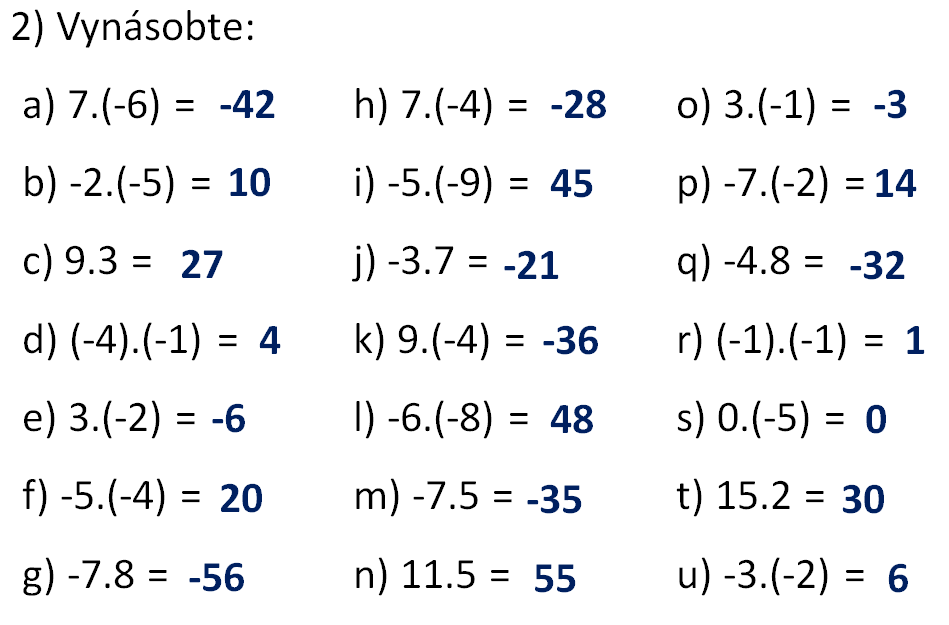 2) Vynásobte:
a) 7.(-6) = -42 h) 7.(-4) = -28 o) 3.(-1) = -3
b) -2.(-5) = 10 i) -5.(-9) = 45 p) -7.(-2) = 14
c) 9.3 = 27 j) -3.7 = -21 q) -4.8 = -32
d) (-4).(-1) = 4 k) 9.(-4) = -36 r) (-1).(-1) = 1
e) 3.(-2) = -6 l) -6.(-8) = 48 s) 0.(-5) = 0
f) -5.(-4) = 20 m) -7.5 = -35 t) 15.2 = 30
g) -7.8 = -56 n) 11.5 = 55 u) -3.(-2) = 6